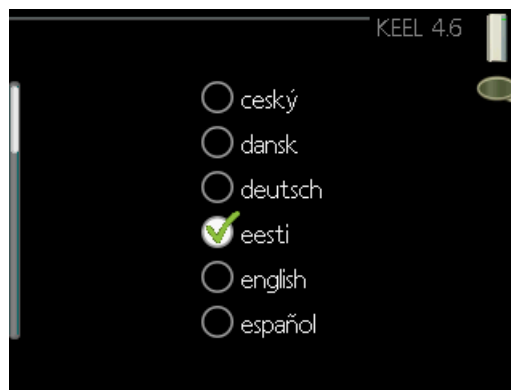 KEEL 4.6
ceský
dansk
deutsch
eesti
english
español